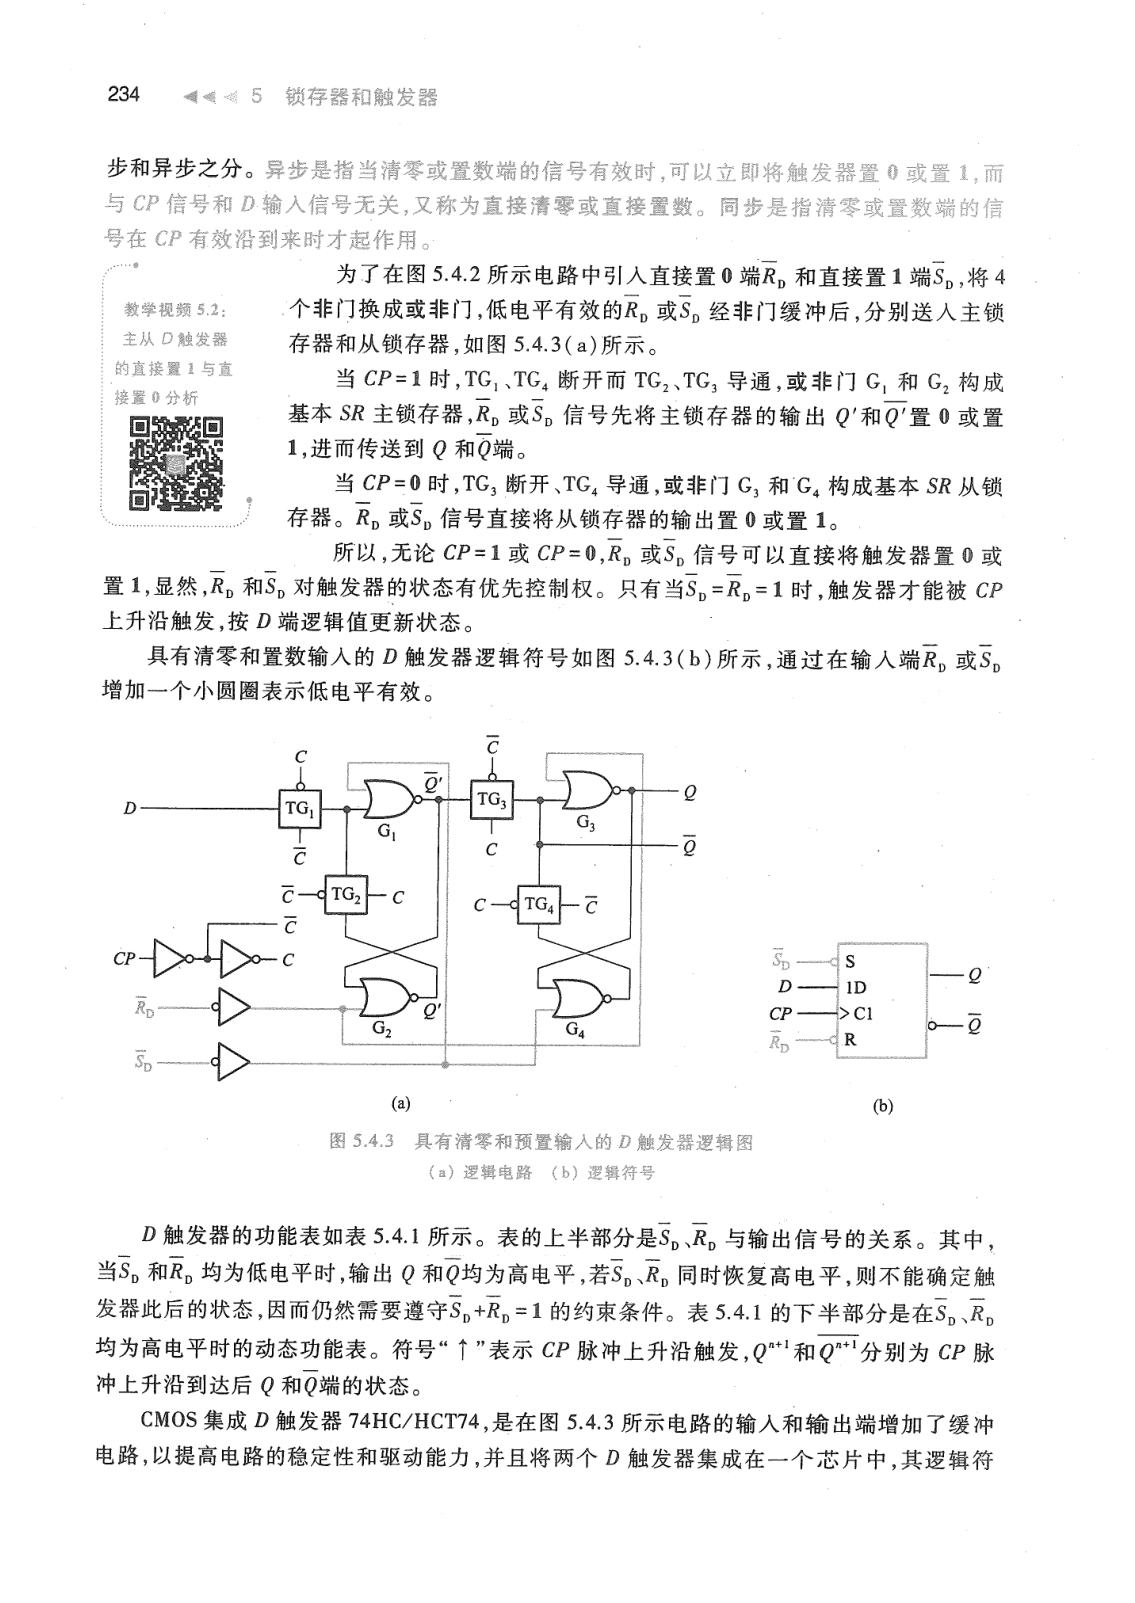 234 5 锁存器和触发器
步和异步之分。异步是指当清零或置数端的信号有效时,可以立即将触发器置 0 或置 1,而
与 CP 信号和 D 输入信号无关,又称为直接清零或直接置数。同步是指清零或置数端的信
号在 CP 有效沿到来时才起作用。
教学视频 5.2:
主从 D 触发器
的直接置 1 与直
接置 0 分析
为了在图 5.4.2 所示电路中引入直接置 0 端R̅D 和直接置 1 端S̅D,将 4
个非门换成或非门,低电平有效的R̅D 或S̅D 经非门缓冲后,分别送入主锁
存器和从锁存器,如图 5.4.3(a)所示。
当 CP=1 时,TG1、TG4 断开而 TG2、TG3 导通,或非门 G1 和 G2 构成
基本 SR 主锁存器,R̅D 或S̅D 信号先将主锁存器的输出 Q′和Q̅′置 0 或置
1,进而传送到 Q 和Q̅端。
当 CP=0 时,TG3 断开、TG4 导通,或非门 G3 和 G4 构成基本 SR 从锁
存器。R̅D 或S̅D 信号直接将从锁存器的输出置 0 或置 1。
所以,无论 CP=1 或 CP=0,R̅D 或S̅D 信号可以直接将触发器置 0 或
置 1,显然,R̅D 和S̅D 对触发器的状态有优先控制权。只有当S̅D=R̅D=1 时,触发器才能被 CP
上升沿触发,按 D 端逻辑值更新状态。
具有清零和置数输入的 D 触发器逻辑符号如图 5.4.3(b)所示,通过在输入端R̅D 或S̅D
增加一个小圆圈表示低电平有效。
C
C̅
D
TG1
C̅
G1
Q̅′
TG3
C
G3
Q
Q̅
C̅
TG2
C
C
TG4
C̅
CP
C̅
C
R̅D
G2
Q′
G4
S̅D
(a)
S̅D
S
D
1D
CP
C1
R̅D
R
Q
Q̅
(b)
图 5.4.3 具有清零和预置输入的 D 触发器逻辑图
(a) 逻辑电路 (b) 逻辑符号
D 触发器的功能表如表 5.4.1 所示。表的上半部分是S̅D、R̅D 与输出信号的关系。其中,
当S̅D 和R̅D 均为低电平时,输出 Q 和Q̅均为高电平,若S̅D、R̅D 同时恢复高电平,则不能确定触
发器此后的状态,因而仍然需要遵守S̅D+R̅D=1 的约束条件。表 5.4.1 的下半部分是在S̅D、R̅D
均为高电平时的动态功能表。符号“↑”表示 CP 脉冲上升沿触发,Qⁿ⁺¹和Q̅ⁿ⁺¹分别为 CP 脉
冲上升沿到达后 Q 和Q̅端的状态。
CMOS 集成 D 触发器 74HC/HCT74,是在图 5.4.3 所示电路的输入和输出端增加了缓冲
电路,以提高电路的稳定性和驱动能力,并且将两个 D 触发器集成在一个芯片中,其逻辑符